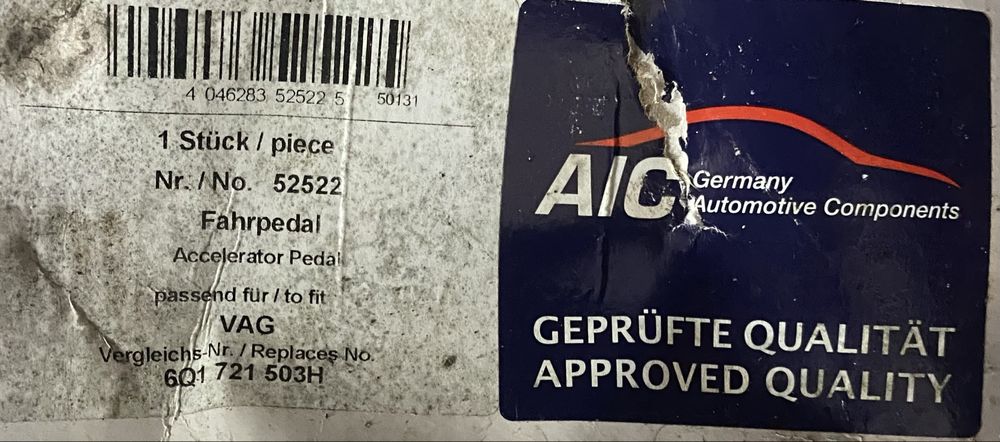 4 046283 52522 5 50131
1 Stück / piece
Nr. / No. 52522
Fahrpedal
Accelerator Pedal
passend für / to fit
VAG
Vergleichs-Nr. / Replaces No.
6Q1 721 503H
AIC Germany
Automotive Components
GEPRÜFTE QUALITÄT
APPROVED QUALITY